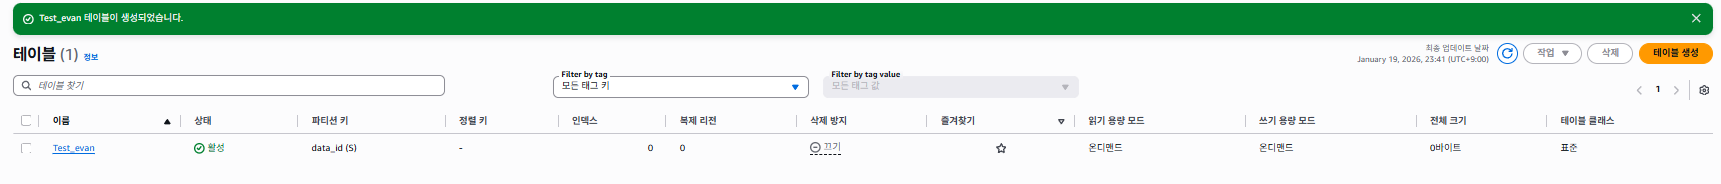 Test_evan 테이블이 생성되었습니다.
테이블 (1) 정보
최종 업데이트 날짜
January 19, 2026, 23:41 (UTC+9:00)
작업
삭제
테이블 생성
테이블 찾기
Filter by tag
모든 태그 키
Filter by tag value
모든 태그 값
1
이름 상태 파티션 키 정렬 키 인덱스 복제 리전 삭제 방지 즐겨찾기 읽기 용량 모드 쓰기 용량 모드 전체 크기 테이블 클래스
Test_evan 활성 data_id (S) - 0 0 끄기 온디맨드 온디맨드 0바이트 표준